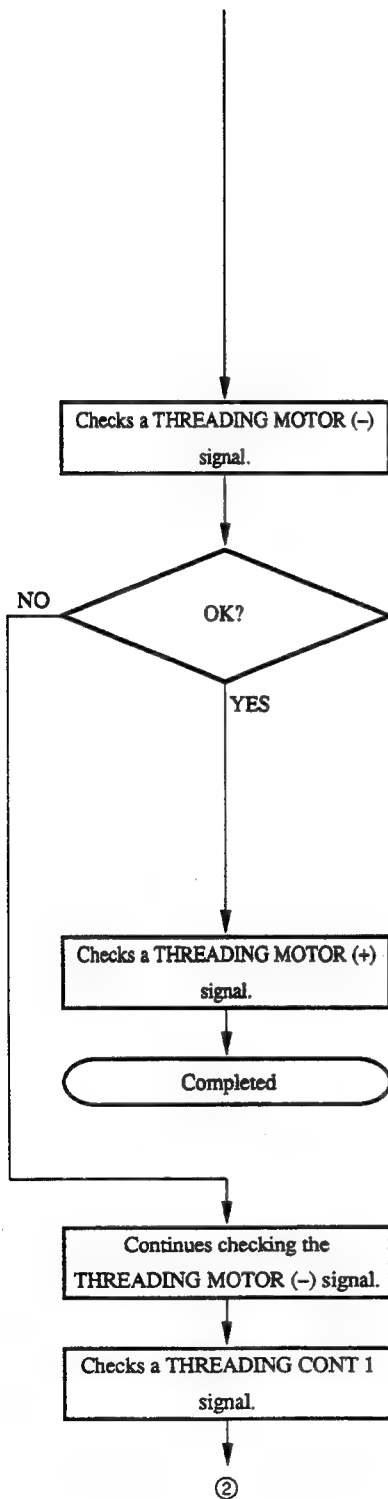 Checks a THREADING MOTOR (–)
signal.
OK?
NO
YES
Checks a THREADING MOTOR (+)
signal.
Completed
Continues checking the
THREADING MOTOR (–) signal.
Checks a THREADING CONT 1
signal.
②